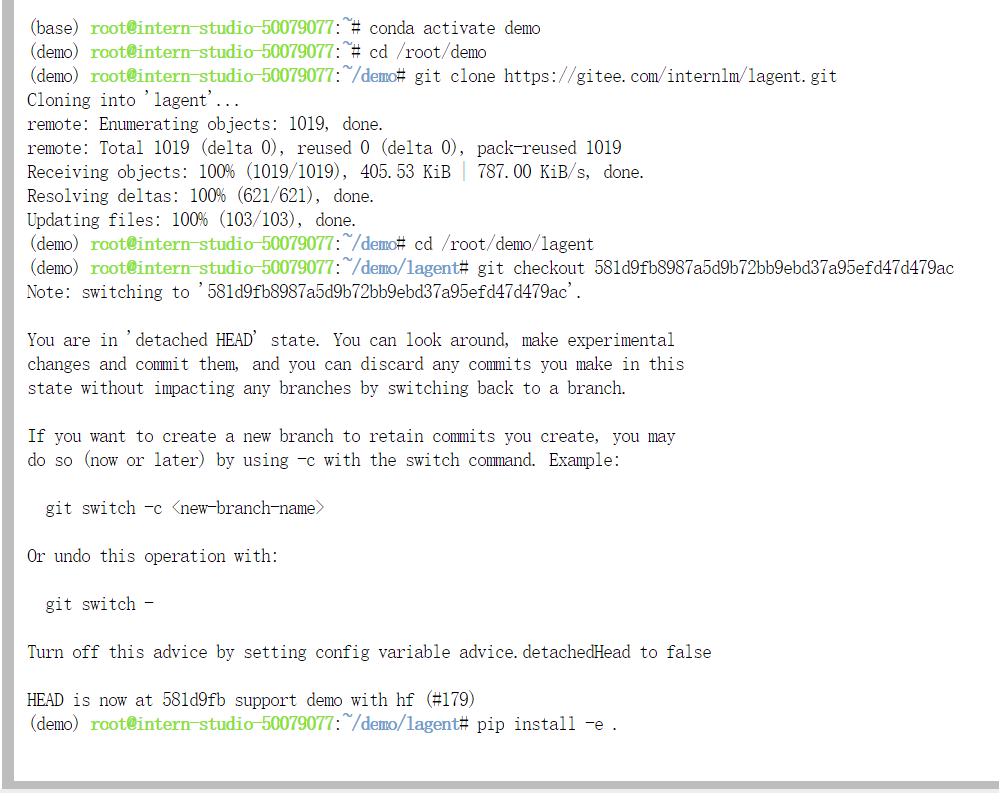 (base) root@intern-studio-50079077:~# conda activate demo
(demo) root@intern-studio-50079077:~# cd /root/demo
(demo) root@intern-studio-50079077:~/demo# git clone https://gitee.com/internlm/lagent.git
Cloning into 'lagent'...
remote: Enumerating objects: 1019, done.
remote: Total 1019 (delta 0), reused 0 (delta 0), pack-reused 1019
Receiving objects: 100% (1019/1019), 405.53 KiB | 787.00 KiB/s, done.
Resolving deltas: 100% (621/621), done.
Updating files: 100% (103/103), done.
(demo) root@intern-studio-50079077:~/demo# cd /root/demo/lagent
(demo) root@intern-studio-50079077:~/demo/lagent# git checkout 581d9fb8987a5d9b72bb9ebd37a95efd47d479ac
Note: switching to '581d9fb8987a5d9b72bb9ebd37a95efd47d479ac'.

You are in 'detached HEAD' state. You can look around, make experimental
changes and commit them, and you can discard any commits you make in this
state without impacting any branches by switching back to a branch.

If you want to create a new branch to retain commits you create, you may
do so (now or later) by using -c with the switch command. Example:

  git switch -c <new-branch-name>

Or undo this operation with:

  git switch -

Turn off this advice by setting config variable advice.detachedHead to false

HEAD is now at 581d9fb support demo with hf (#179)
(demo) root@intern-studio-50079077:~/demo/lagent# pip install -e .